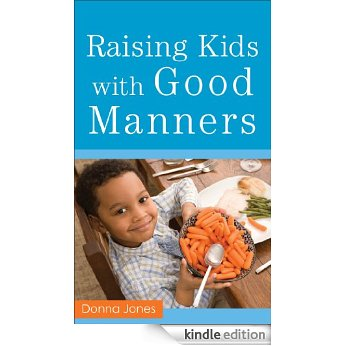 Raising Kids
with Good
Manners
Donna Jones
kindle edition